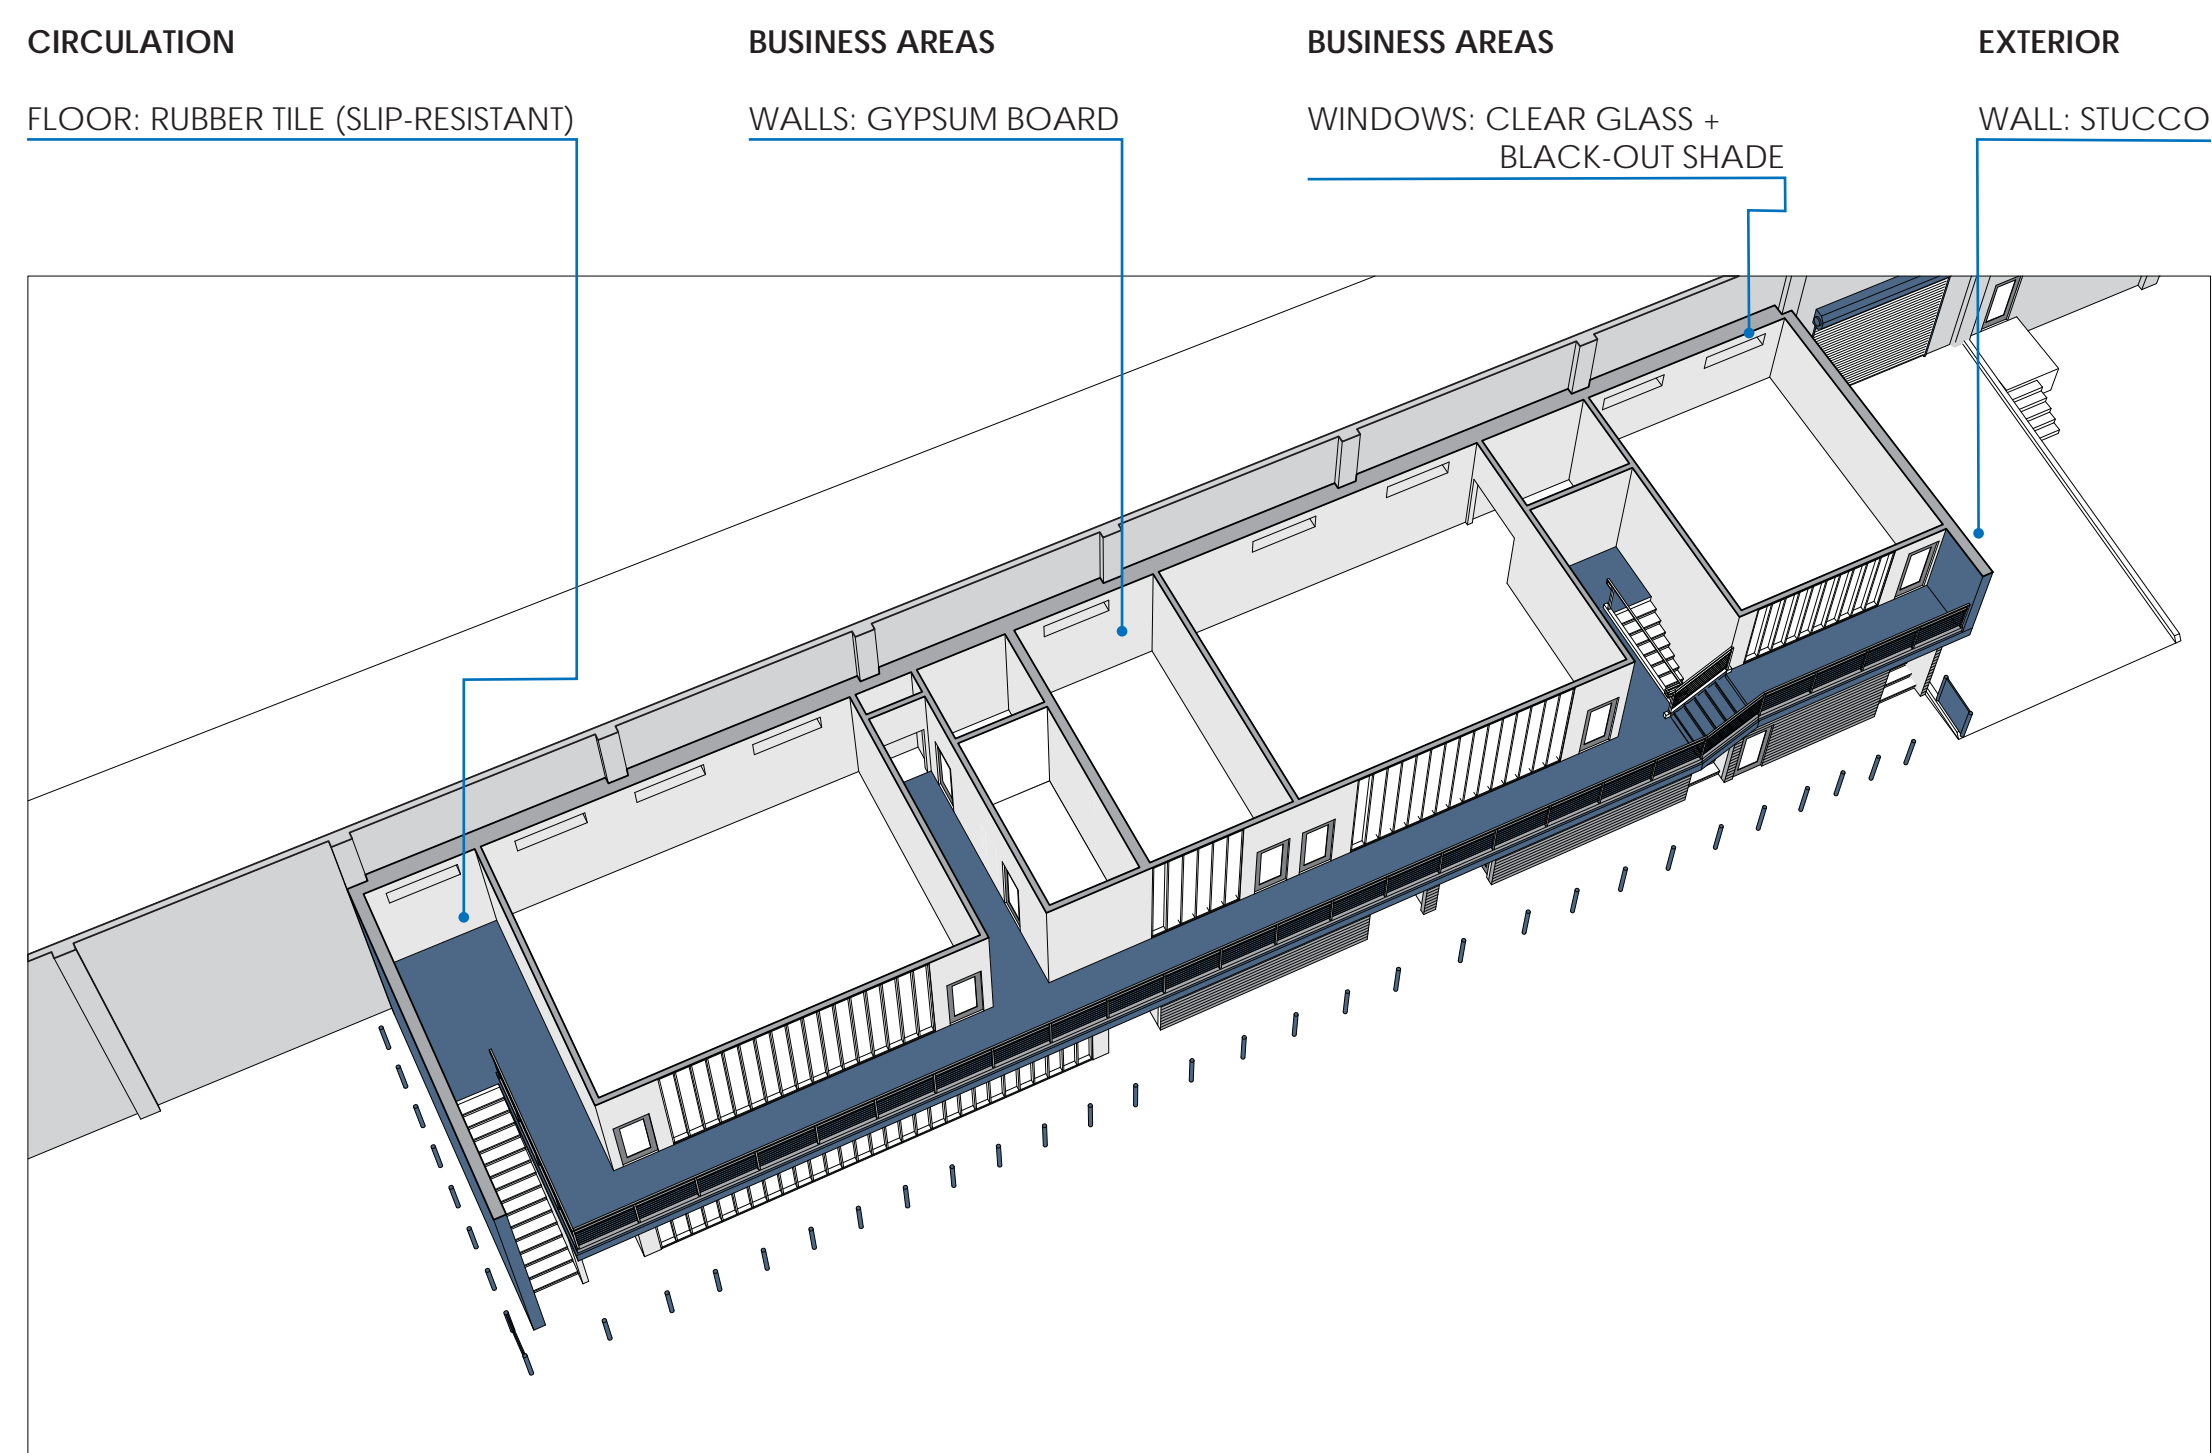 CIRCULATION
FLOOR: RUBBER TILE (SLIP-RESISTANT)
BUSINESS AREAS
WALLS: GYPSUM BOARD
BUSINESS AREAS
WINDOWS: CLEAR GLASS +
BLACK-OUT SHADE
EXTERIOR
WALL: STUCCO